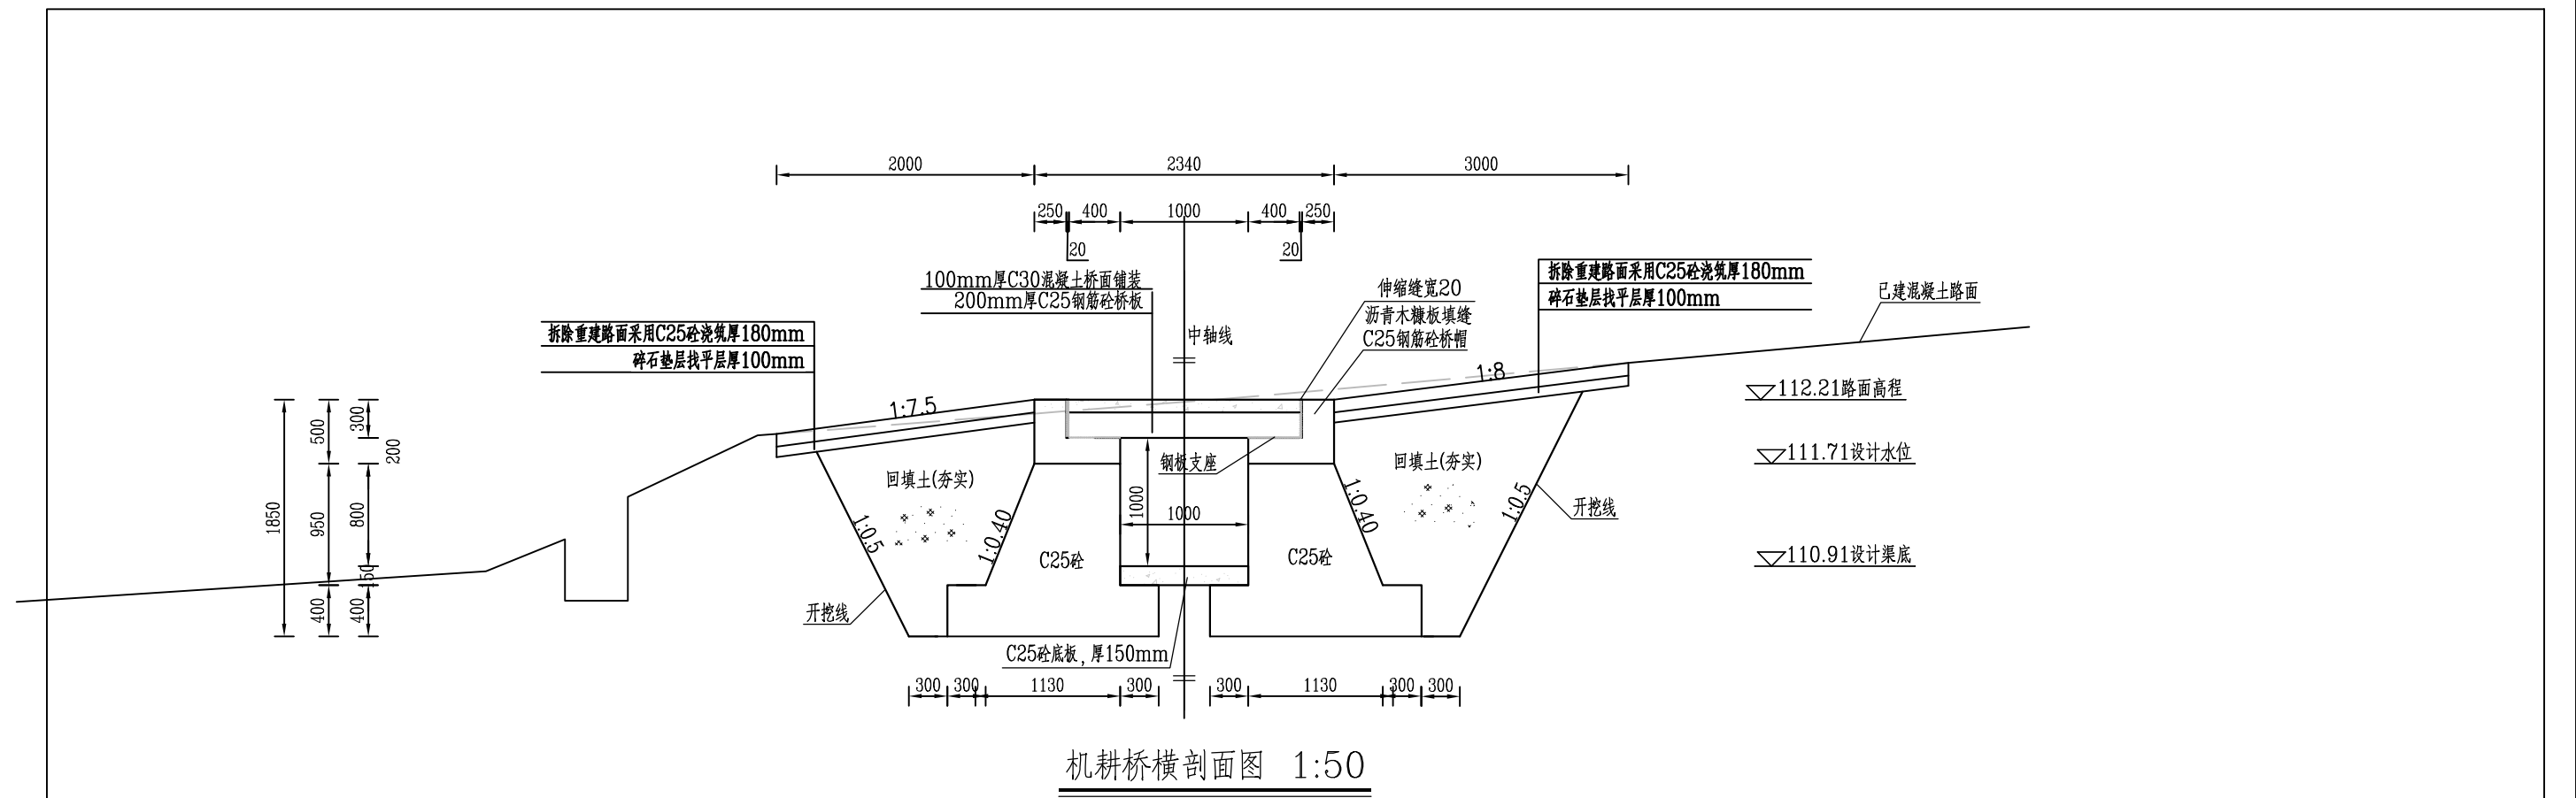 2000
2340
3000
250
400
1000
400
250
20
20
100mm厚C30混凝土桥面铺装
200mm厚C25钢筋砼桥板
伸缩缝宽20
沥青木糠板填缝
C25钢筋砼桥帽
中轴线
拆除重建路面采用C25砼浇筑厚180mm
碎石垫层找平层厚100mm
已建混凝土路面
拆除重建路面采用C25砼浇筑厚180mm
碎石垫层找平层厚100mm
1:7.5
1:8
112.21路面高程
111.71设计水位
110.91设计渠底
1850
500
950
400
300
200
800
150
400
回填土(夯实)
回填土(夯实)
钢板支座
1000
1000
1:0.5
1:0.40
1:0.40
1:0.5
C25砼
C25砼
开挖线
开挖线
C25砼底板,厚150mm
300
300
1130
300
300
1130
300
300
机耕桥横剖面图 1:50